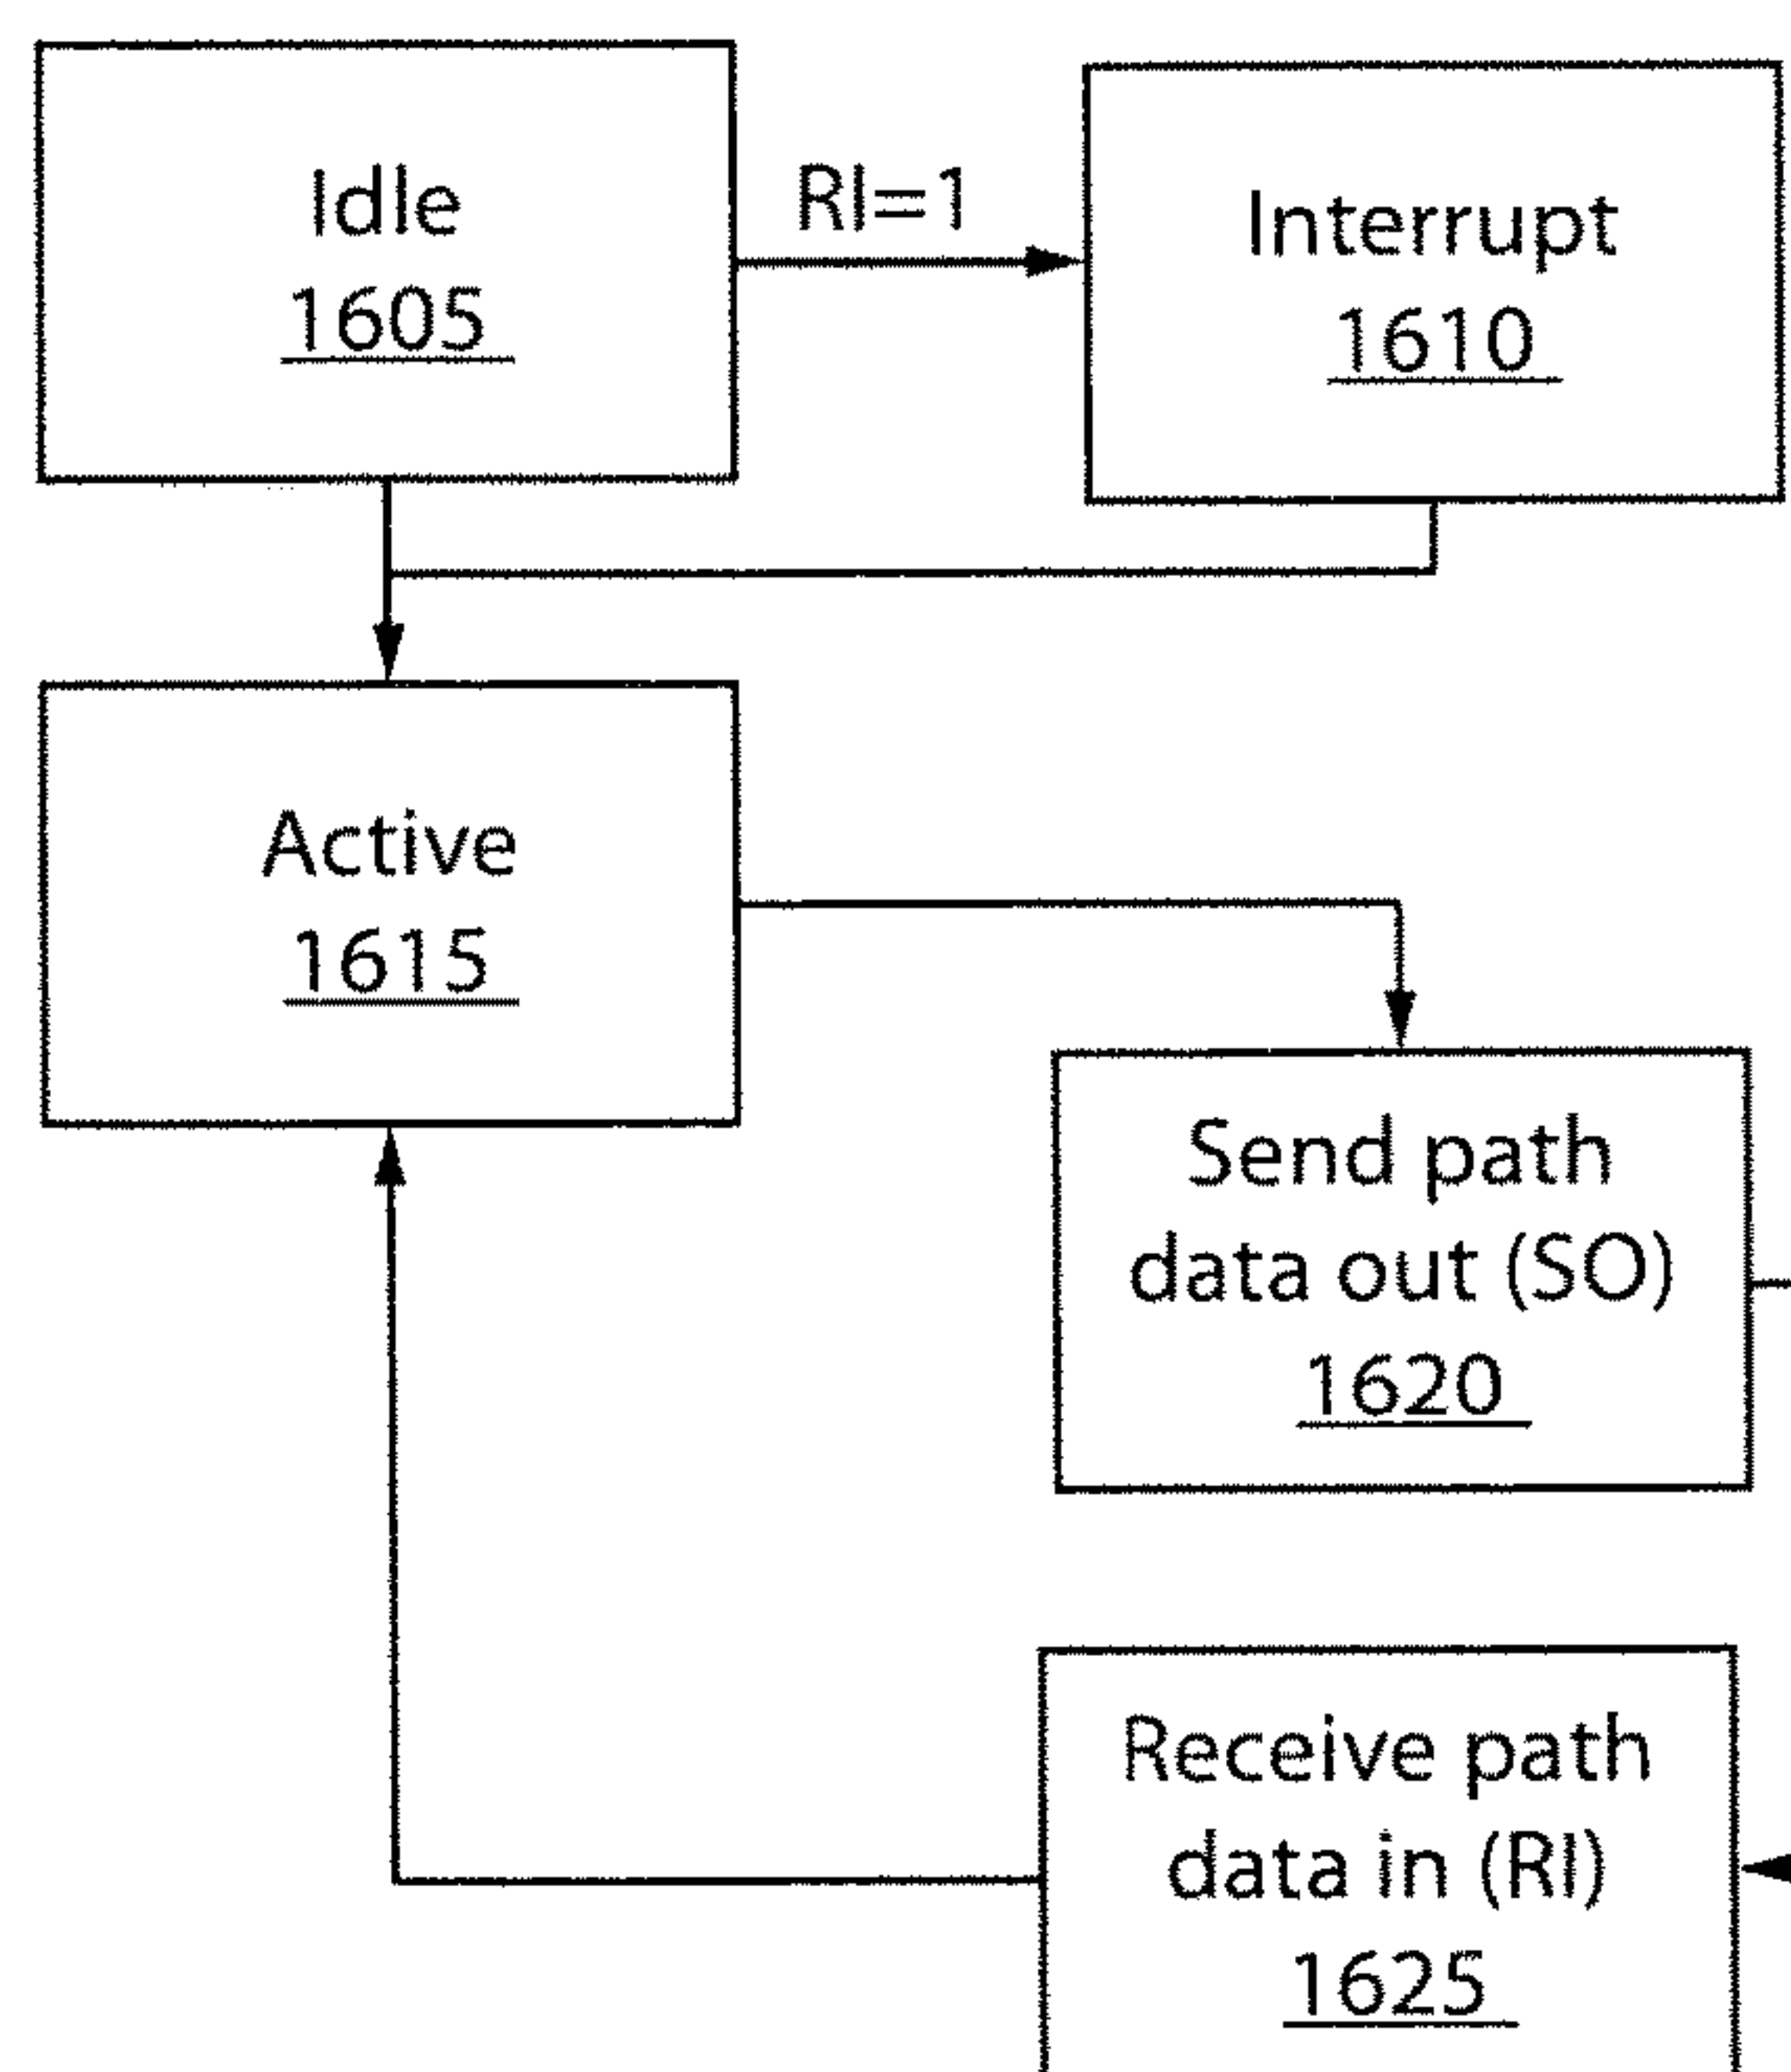 Idle
1605
RI=1
Interrupt
1610
Active
1615
Send path
data out (SO)
1620
Receive path
data in (RI)
1625